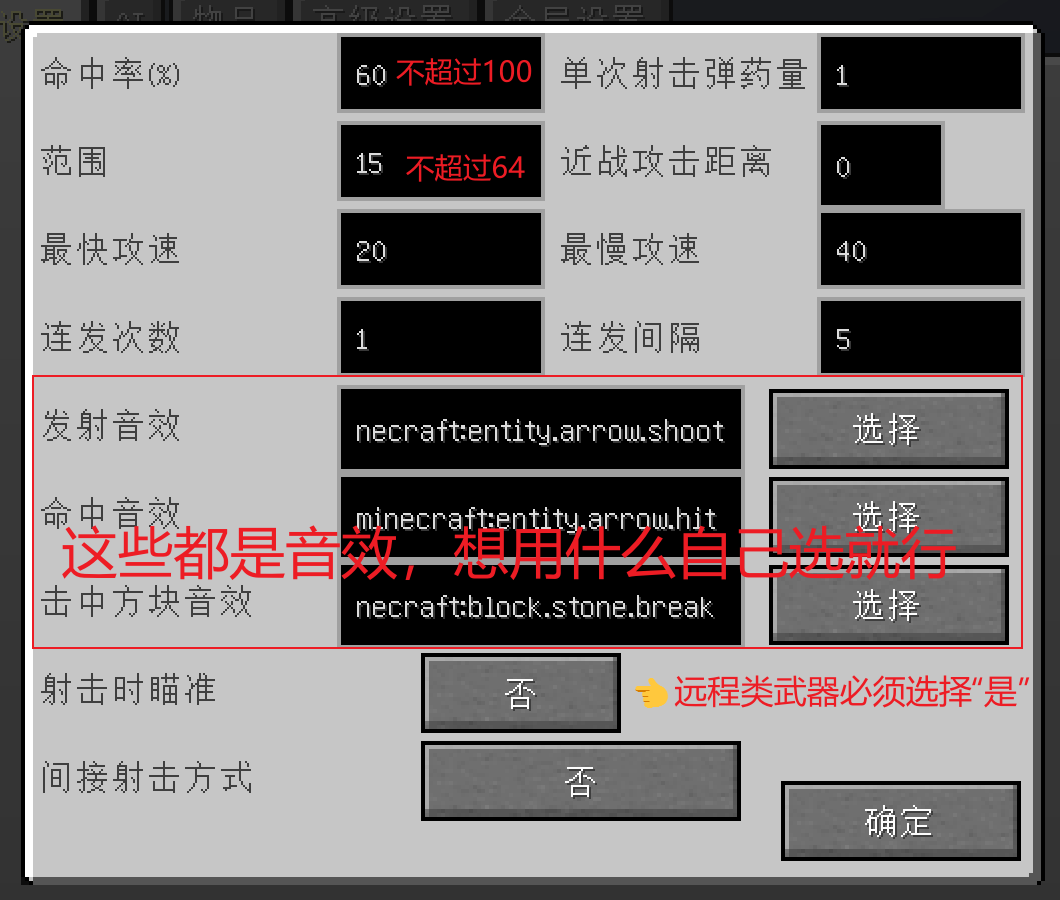 设置 AI 物品 高级设置 全局设置
命中率(%) 60 不超过100 单次射击弹药量 1
范围 15 不超过64 近战攻击距离 0
最快攻速 20 最慢攻速 40
连发次数 1 连发间隔 5
发射音效 necraft:entity.arrow.shoot 选择
命中音效 minecraft:entity.arrow.hit 选择
这些都是音效，想用什么自己选就行
击中方块音效 necraft:block.stone.break 选择
射击时瞄准 否 👈远程类武器必须选择“是”
间接射击方式 否
确定